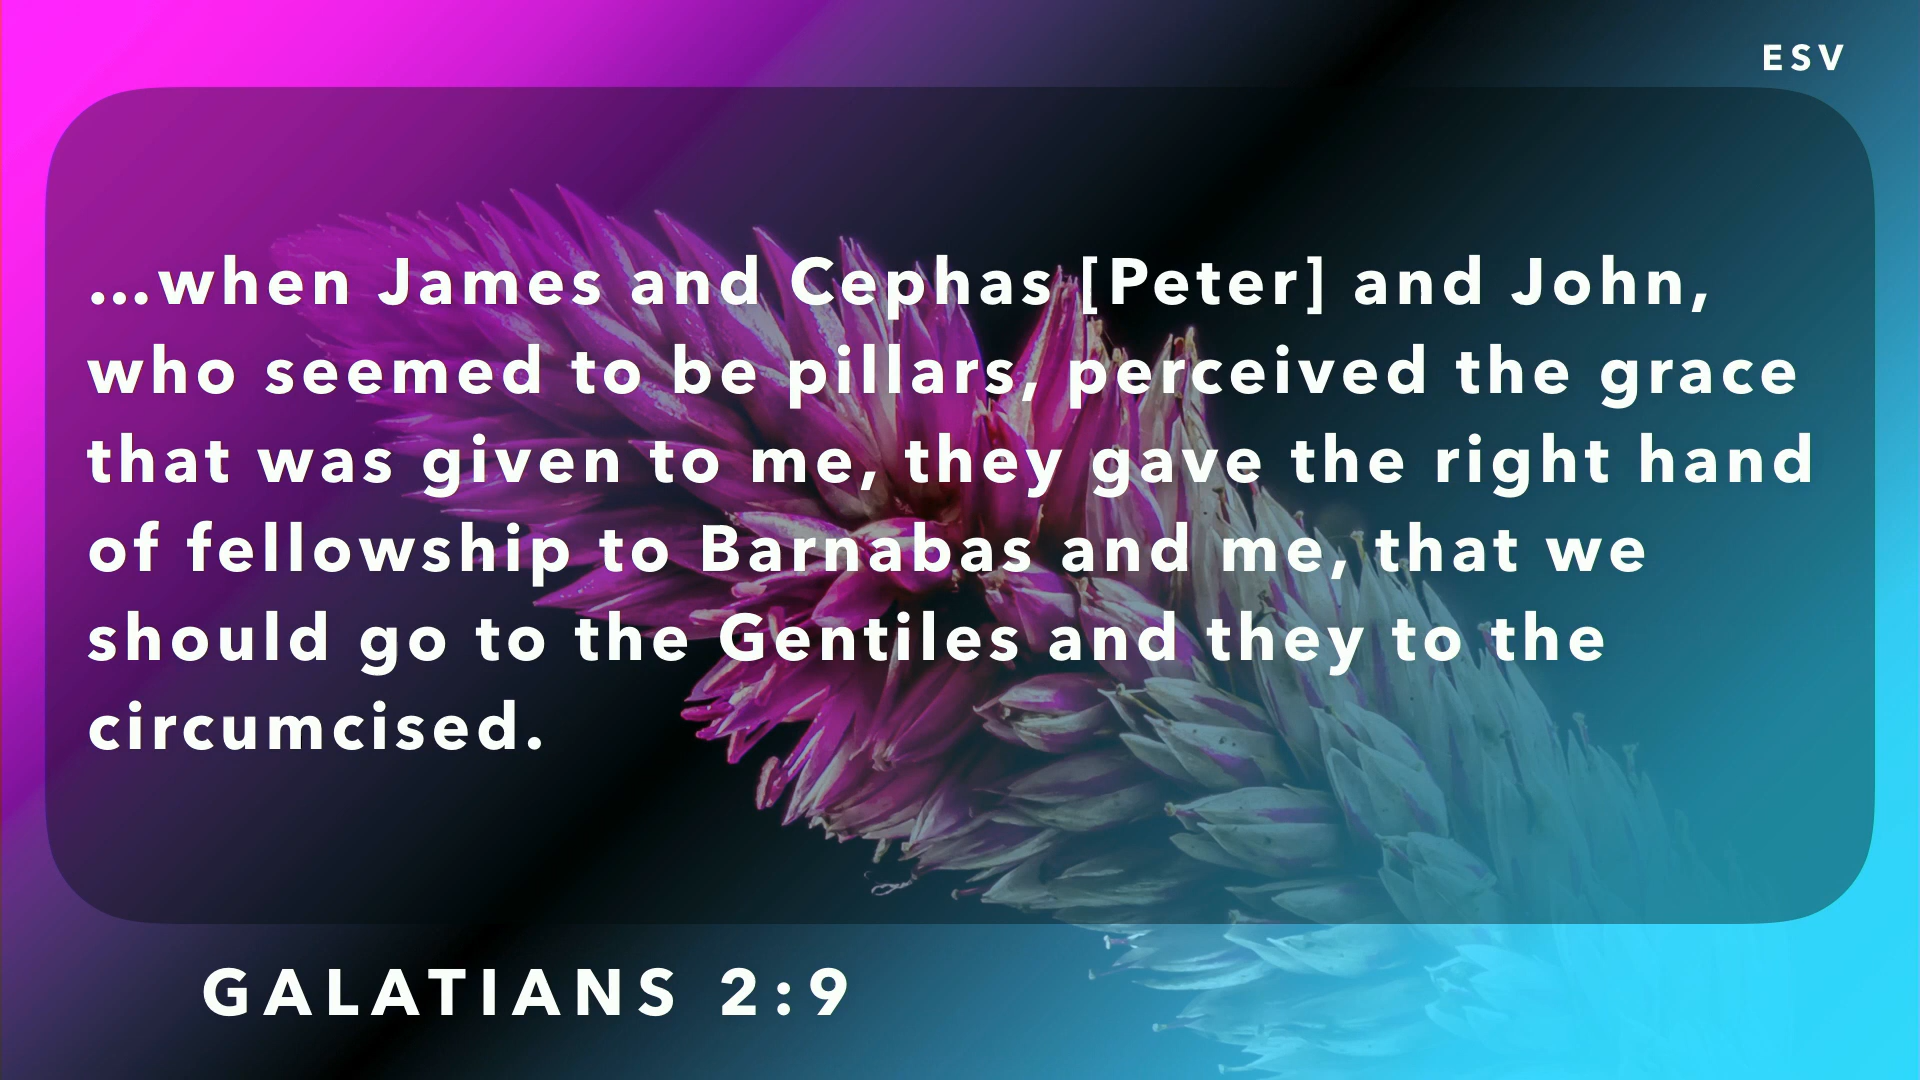 ESV
...when James and Cephas [Peter] and John,
who seemed to be pillars, perceived the grace
that was given to me, they gave the right hand
of fellowship to Barnabas and me, that we
should go to the Gentiles and they to the
circumcised.
GALATIANS 2:9